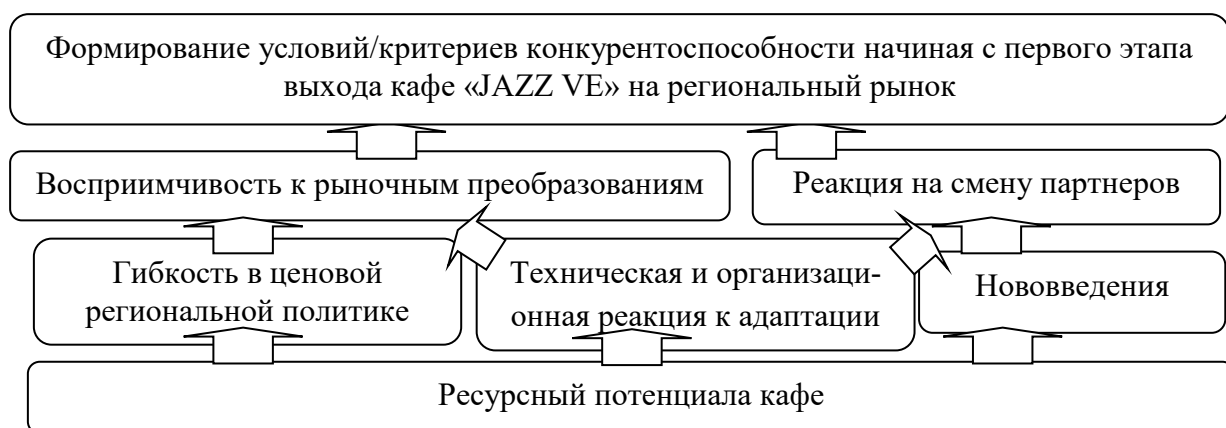 Формирование условий/критериев конкурентоспособности начиная с первого этапа
выхода кафе «JAZZ VE» на региональный рынок
Восприимчивость к рыночным преобразованиям
Реакция на смену партнеров
Гибкость в ценовой
региональной политике
Техническая и организаци-
онная реакция к адаптации
Нововведения
Ресурсный потенциала кафе